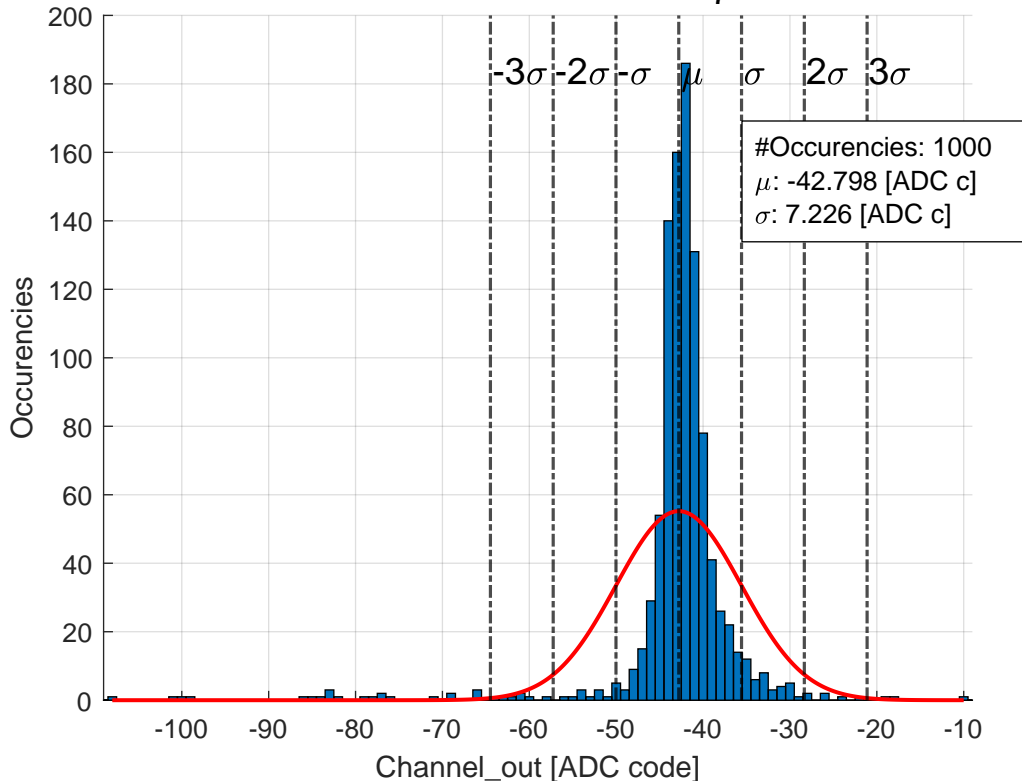 200
180
160
140
120
100
80
60
40
20
0
Occurencies
-3σ -2σ -σ μ σ 2σ 3σ
#Occurencies: 1000
μ: -42.798 [ADC c]
σ: 7.226 [ADC c]
-100 -90 -80 -70 -60 -50 -40 -30 -20 -10
Channel_out [ADC code]